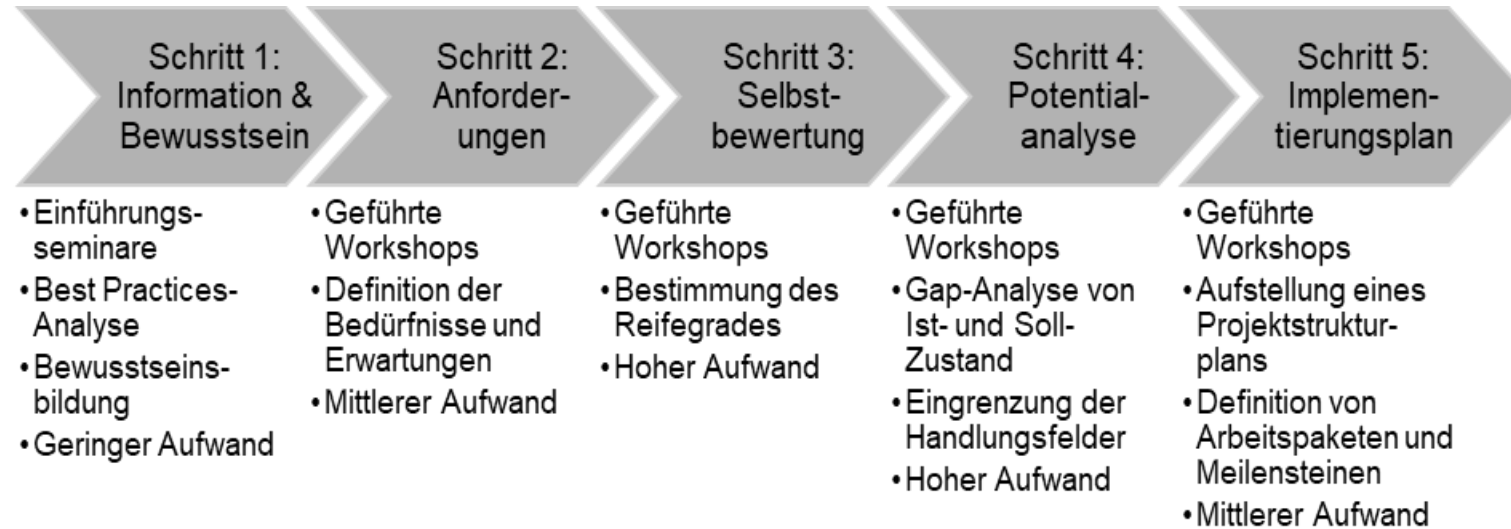 Schritt 1:
Information &
Bewusstsein
Schritt 2:
Anforder-
ungen
Schritt 3:
Selbst-
bewertung
Schritt 4:
Potential-
analyse
Schritt 5:
Implemen-
tierungsplan
•Einführungs-
seminare
•Best Practices-
Analyse
•Bewusstseins-
bildung
•Geringer Aufwand
•Geführte
Workshops
•Definition der
Bedürfnisse und
Erwartungen
•Mittlerer Aufwand
•Geführte
Workshops
•Bestimmung des
Reifegrades
•Hoher Aufwand
•Geführte
Workshops
•Gap-Analyse von
Ist- und Soll-
Zustand
•Eingrenzung der
Handlungsfelder
•Hoher Aufwand
•Geführte
Workshops
•Aufstellung eines
Projektstruktur-
plans
•Definition von
Arbeitspaketen und
Meilensteinen
•Mittlerer Aufwand